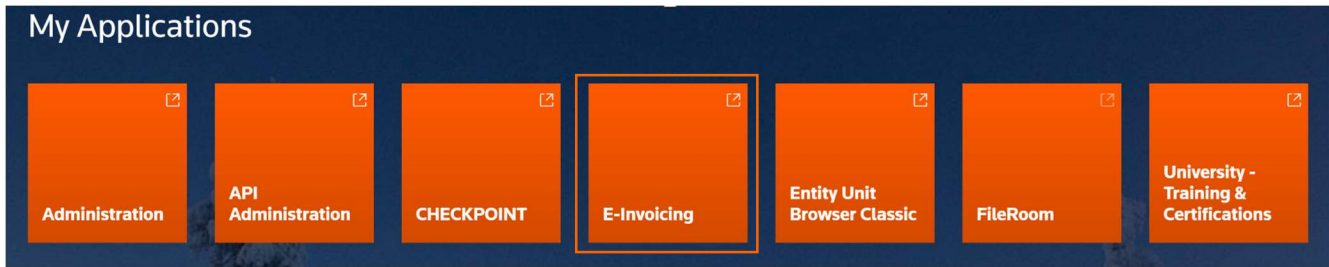 My Applications
Administration
API
Administration
CHECKPOINT
E-Invoicing
Entity Unit
Browser Classic
FileRoom
University -
Training &
Certifications